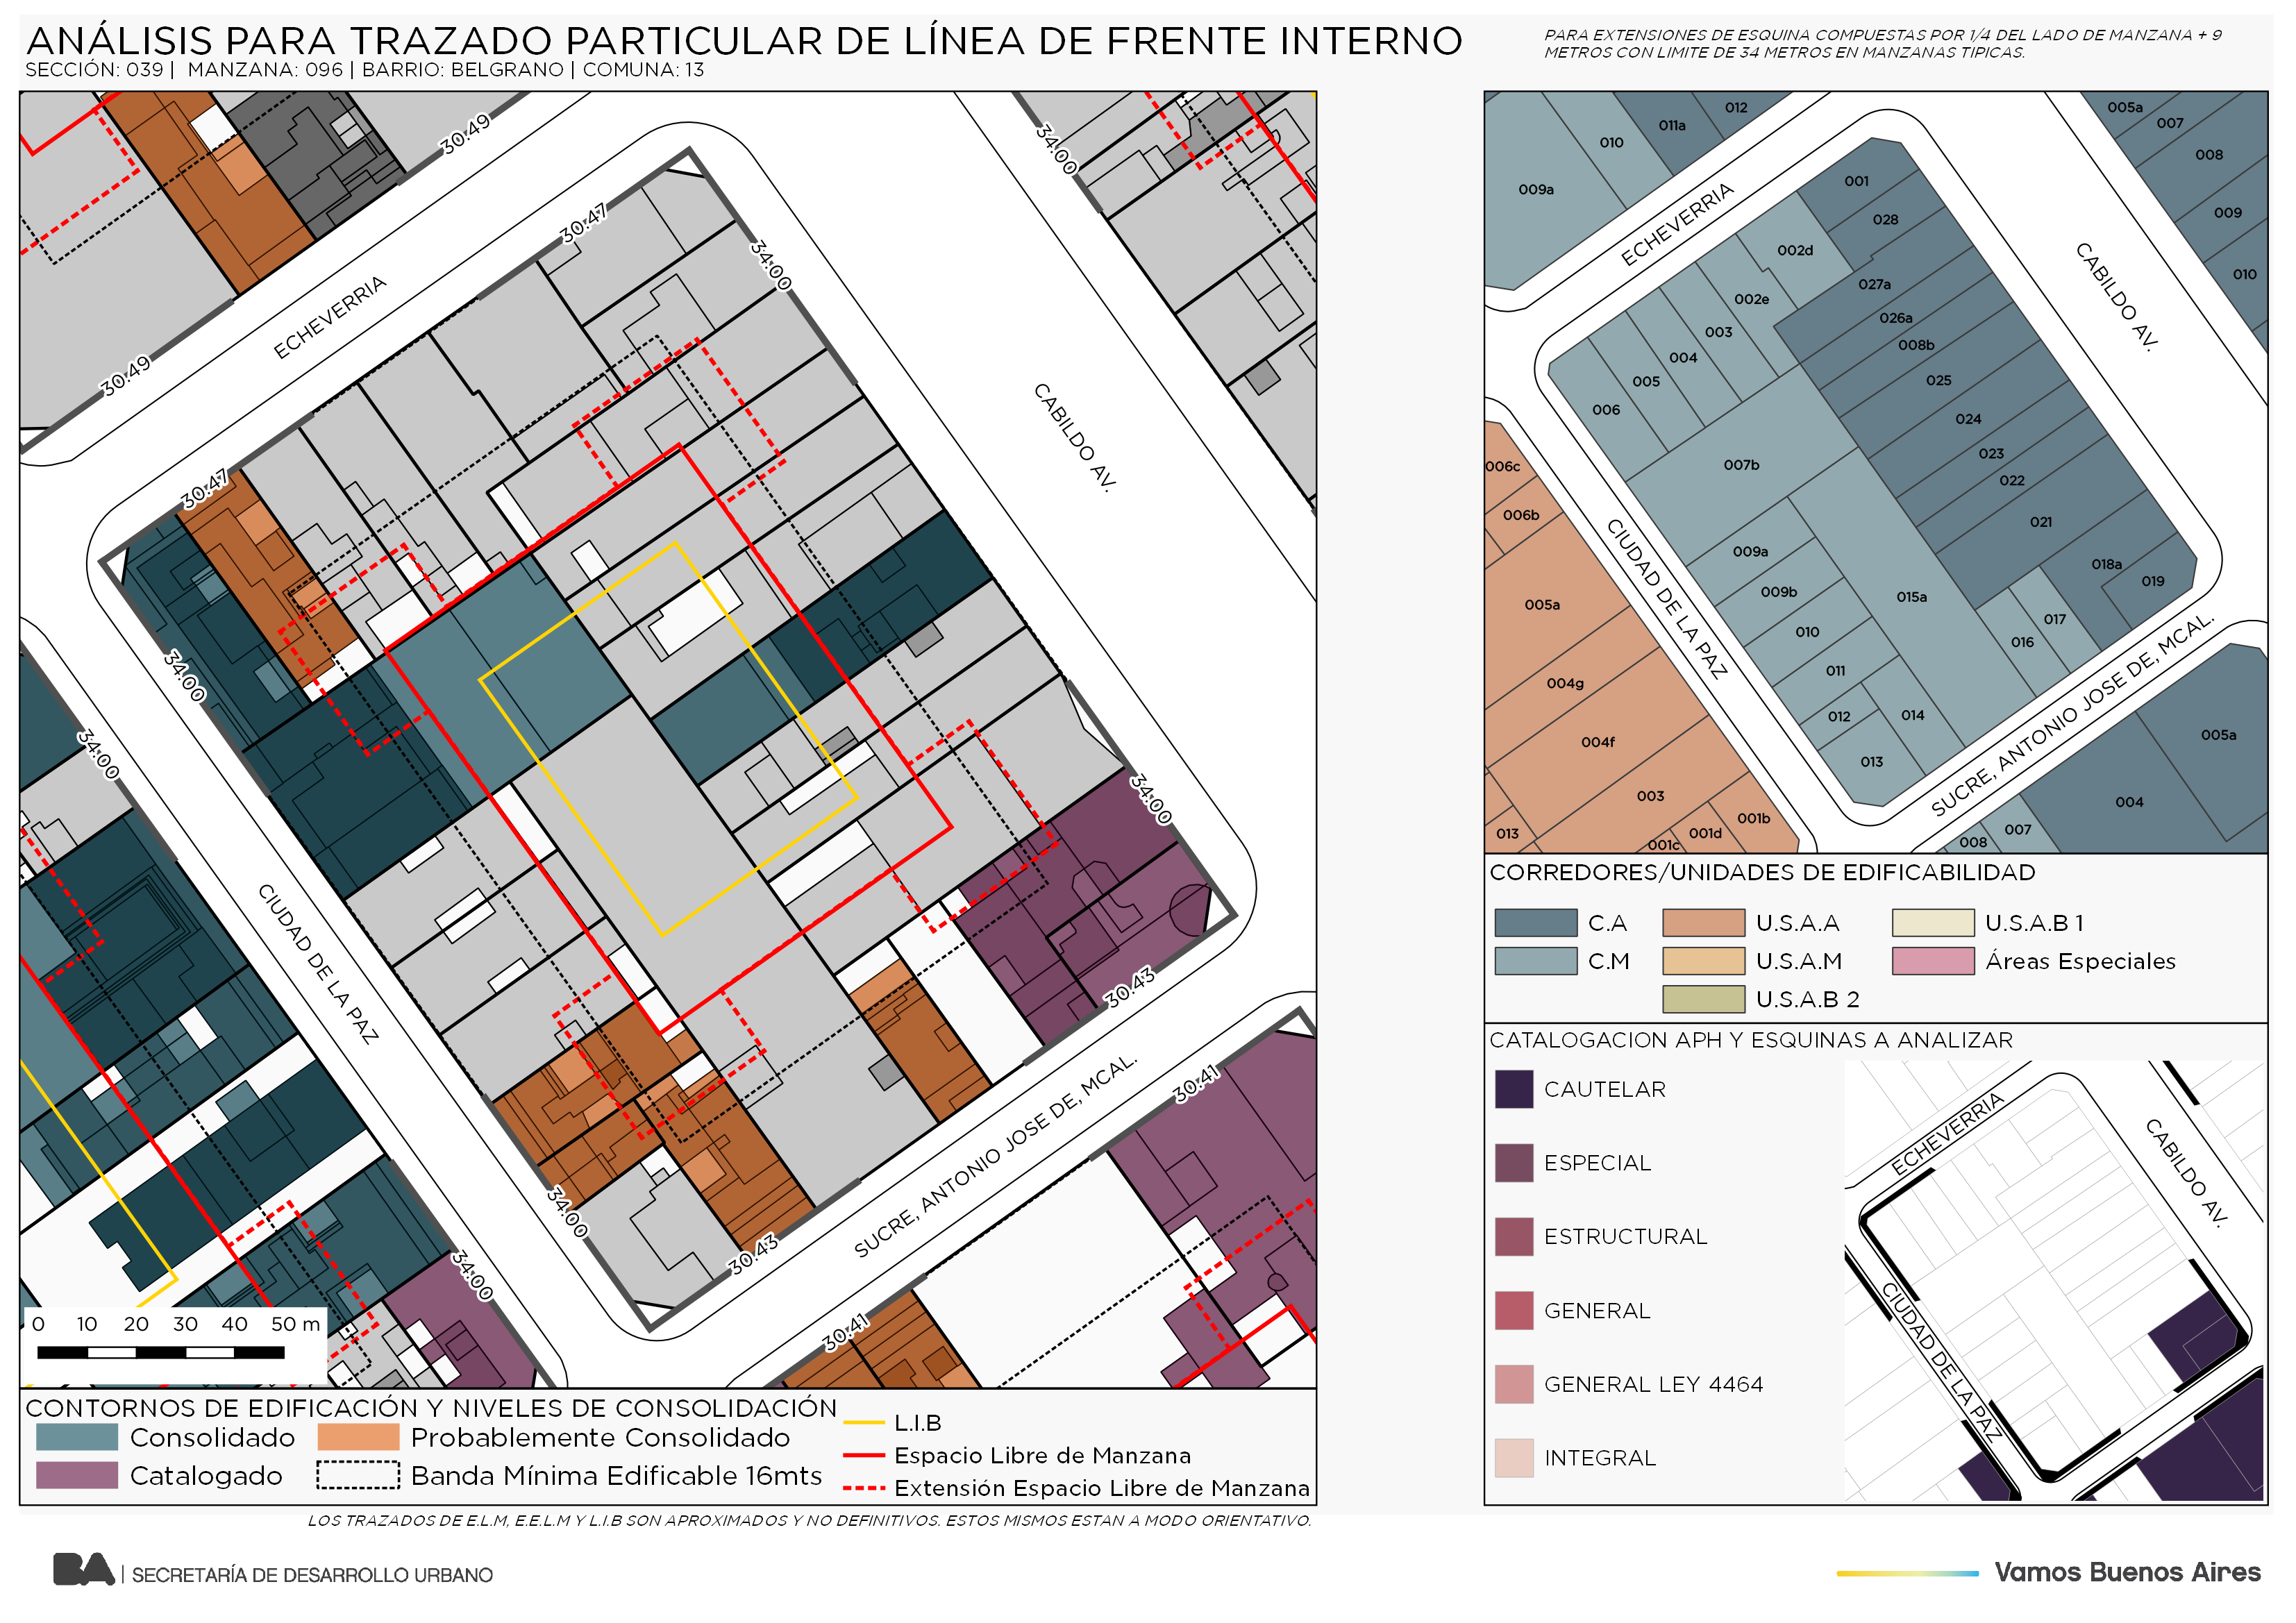 ANÁLISIS PARA TRAZADO PARTICULAR DE LÍNEA DE FRENTE INTERNO
SECCIÓN: 039 | MANZANA: 096 | BARRIO: BELGRANO | COMUNA: 13
PARA EXTENSIONES DE ESQUINA COMPUESTAS POR 1/4 DEL LADO DE MANZANA + 9
METROS CON LIMITE DE 34 METROS EN MANZANAS TIPICAS.
30.49
34.00
30.47
34.00
ECHEVERRIA
30.49
CABILDO AV.
30.47
34.00
34.00
34.00
CIUDAD DE LA PAZ
30.43
SUCRE, ANTONIO JOSE DE, MCAL.
30.41
34.00
30.43
34.00
30.41
0 10 20 30 40 50 m
CONTORNOS DE EDIFICACIÓN Y NIVELES DE CONSOLIDACIÓN
Consolidado
Probablemente Consolidado
Catalogado
Banda Mínima Edificable 16mts
L.I.B
Espacio Libre de Manzana
Extensión Espacio Libre de Manzana
LOS TRAZADOS DE E.L.M, E.E.L.M Y L.I.B SON APROXIMADOS Y NO DEFINITIVOS. ESTOS MISMOS ESTAN A MODO ORIENTATIVO.
012
005a
011a
007
010
008
009a
001
009
028
ECHEVERRIA
002d
CABILDO AV.
010
027a
002e
026a
003
008b
004
025
005
006
024
023
007b
006c
022
006b
021
009a
CIUDAD DE LA PAZ
018a
019
009b
015a
005a
017
010
016
011
004g
014
012
SUCRE, ANTONIO JOSE DE, MCAL.
005a
004f
013
003
004
001b
013
001d
007
001c
008
CORREDORES/UNIDADES DE EDIFICABILIDAD
C.A
U.S.A.A
U.S.A.B 1
C.M
U.S.A.M
Áreas Especiales
U.S.A.B 2
CATALOGACION APH Y ESQUINAS A ANALIZAR
CAUTELAR
ESPECIAL
ESTRUCTURAL
GENERAL
GENERAL LEY 4464
INTEGRAL
ECHEVERRIA
CABILDO AV.
CIUDAD DE LA PAZ
BA | SECRETARÍA DE DESARROLLO URBANO
Vamos Buenos Aires